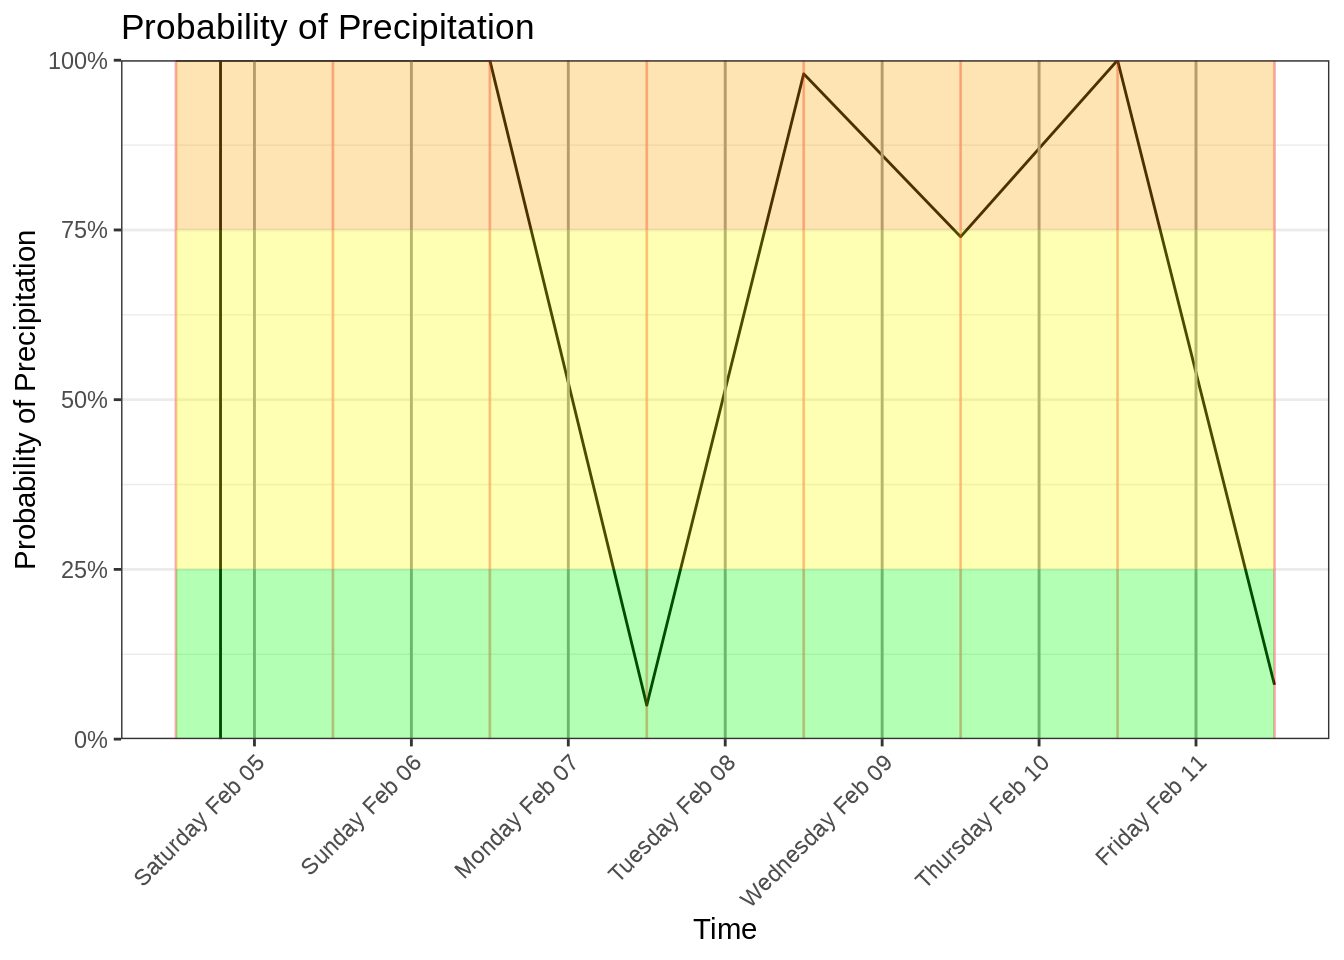 Probability of Precipitation
Probability of Precipitation
100%
75%
50%
25%
0%
Saturday Feb 05
Sunday Feb 06
Monday Feb 07
Tuesday Feb 08
Wednesday Feb 09
Thursday Feb 10
Friday Feb 11
Time